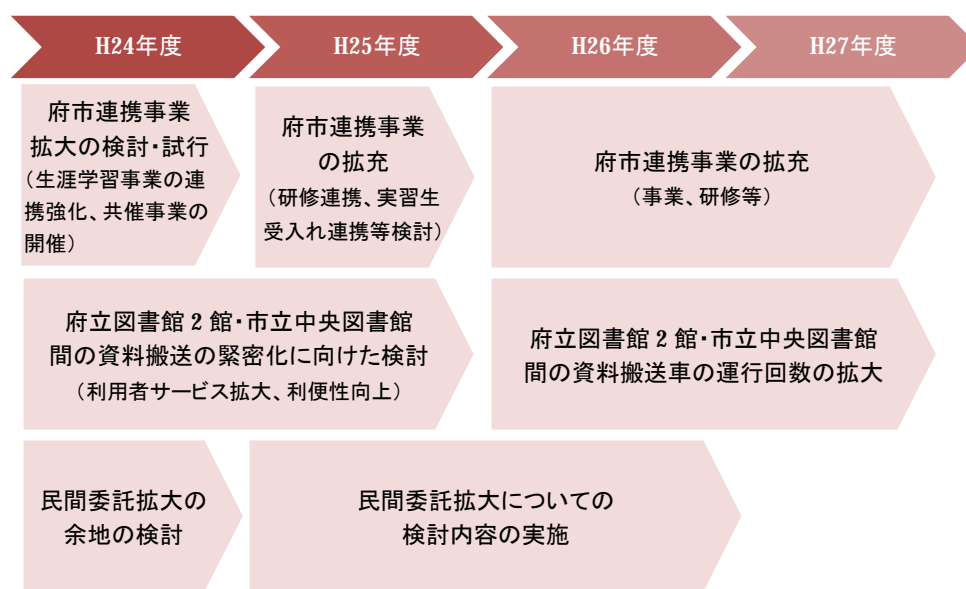 H24年度
H25年度
H26年度
H27年度
府市連携事業
拡大の検討・試行
（生涯学習事業の連
携強化、共催事業の
開催）
府市連携事業
の拡充
（研修連携、実習生
受入れ連携等検討）
府市連携事業の拡充
（事業、研修等）
府立図書館 2 館・市立中央図書館
間の資料搬送の緊密化に向けた検討
（利用者サービス拡大、利便性向上）
府立図書館 2 館・市立中央図書館
間の資料搬送車の運行回数の拡大
民間委託拡大の
余地の検討
民間委託拡大についての
検討内容の実施